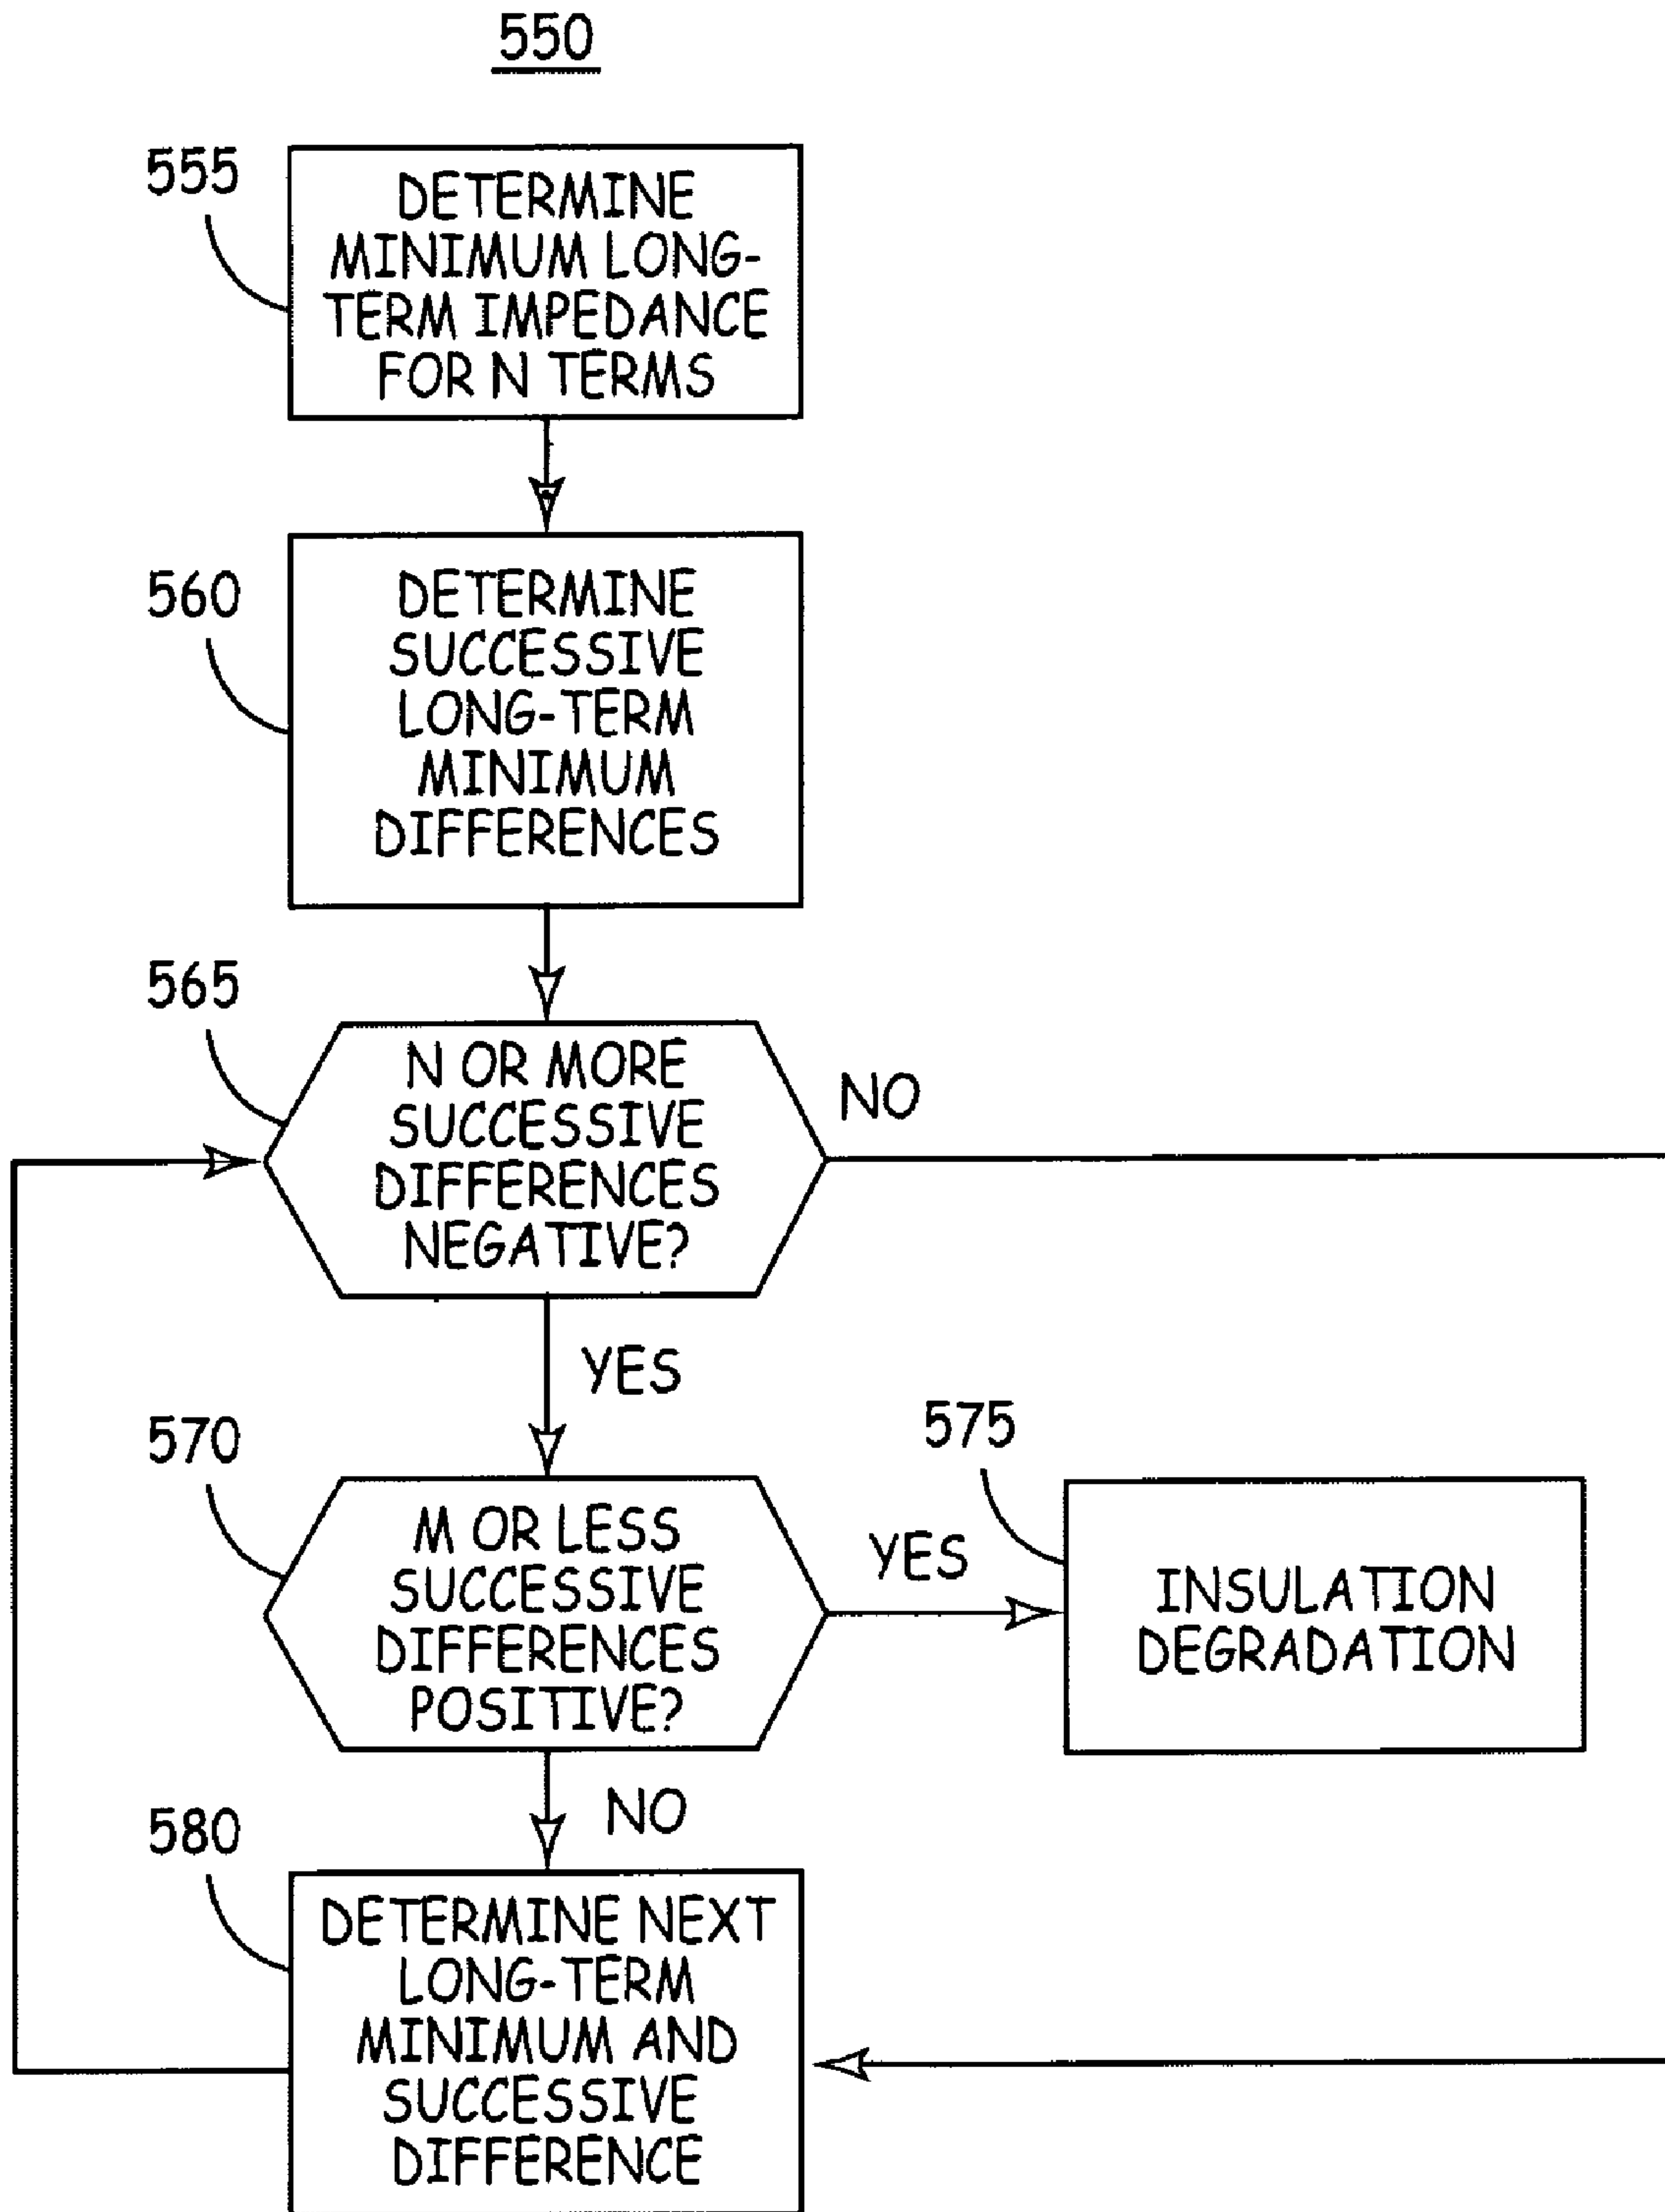 550
555
DETERMINE
MINIMUM LONG-
TERM IMPEDANCE
FOR N TERMS
560
DETERMINE
SUCCESSIVE
LONG-TERM
MINIMUM
DIFFERENCES
565
N OR MORE
SUCCESSIVE
DIFFERENCES
NEGATIVE?
NO
YES
570
M OR LESS
SUCCESSIVE
DIFFERENCES
POSITIVE?
YES
575
INSULATION
DEGRADATION
NO
580
DETERMINE NEXT
LONG-TERM
MINIMUM AND
SUCCESSIVE
DIFFERENCE